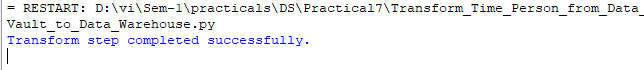 = RESTART: D:\vi\Sem-1\practicals\DS\Practical7\Transform_Time_Person_from_Data_
Vault_to_Data_Warehouse.py
Transform step completed successfully.